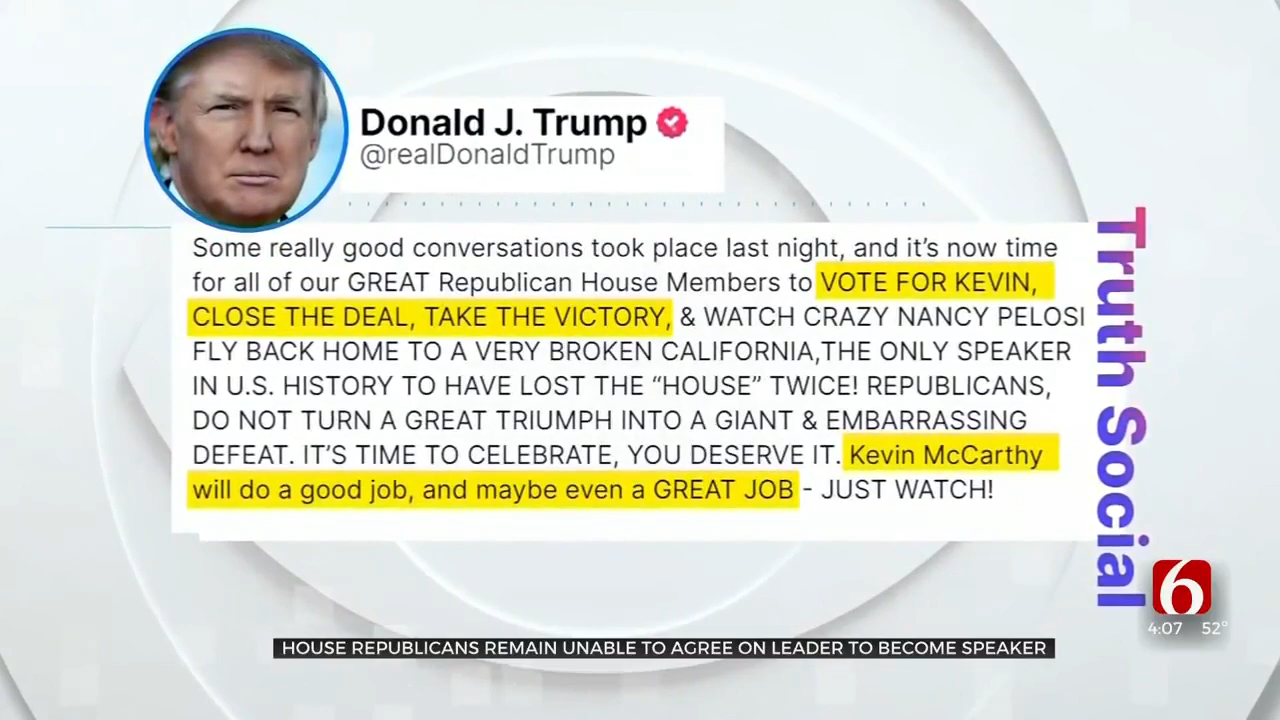 Donald J. Trump
@realDonaldTrump
Some really good conversations took place last night, and it’s now time
for all of our GREAT Republican House Members to VOTE FOR KEVIN,
CLOSE THE DEAL, TAKE THE VICTORY, & WATCH CRAZY NANCY PELOSI
FLY BACK HOME TO A VERY BROKEN CALIFORNIA,THE ONLY SPEAKER
IN U.S. HISTORY TO HAVE LOST THE “HOUSE” TWICE! REPUBLICANS,
DO NOT TURN A GREAT TRIUMPH INTO A GIANT & EMBARRASSING
DEFEAT. IT’S TIME TO CELEBRATE, YOU DESERVE IT. Kevin McCarthy
will do a good job, and maybe even a GREAT JOB - JUST WATCH!
Truth Social
6
4:07 52°
HOUSE REPUBLICANS REMAIN UNABLE TO AGREE ON LEADER TO BECOME SPEAKER